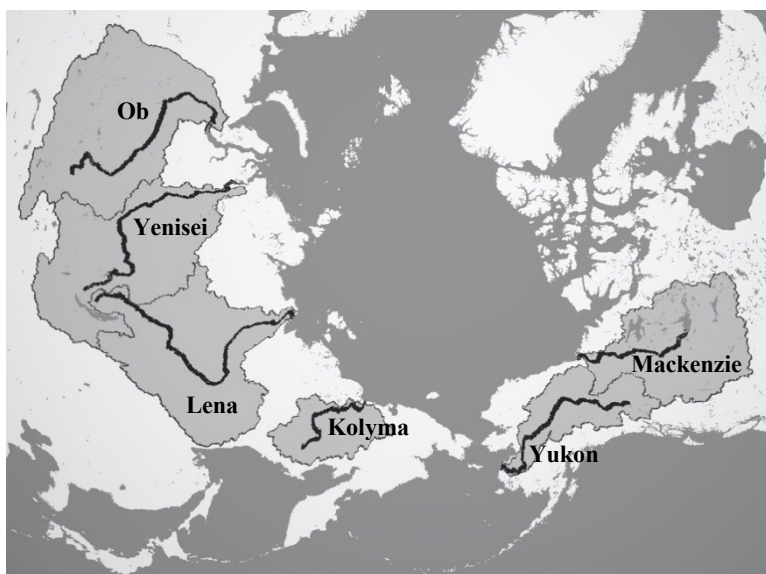 Ob
Yenisei
Mackenzie
Lena
Kolyma
Yukon